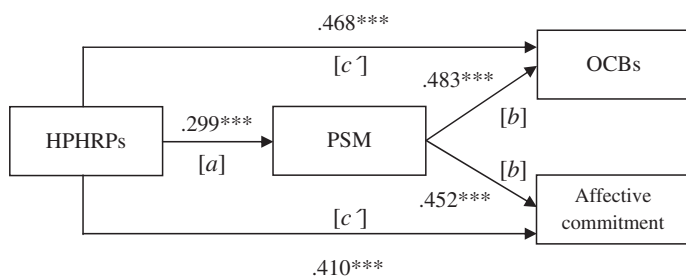 .468***
[c´]
OCBs
.483***
[b]
HPHRPs
.299***
[a]
PSM
[b]
.452***
Affective
commitment
[c´]
.410***